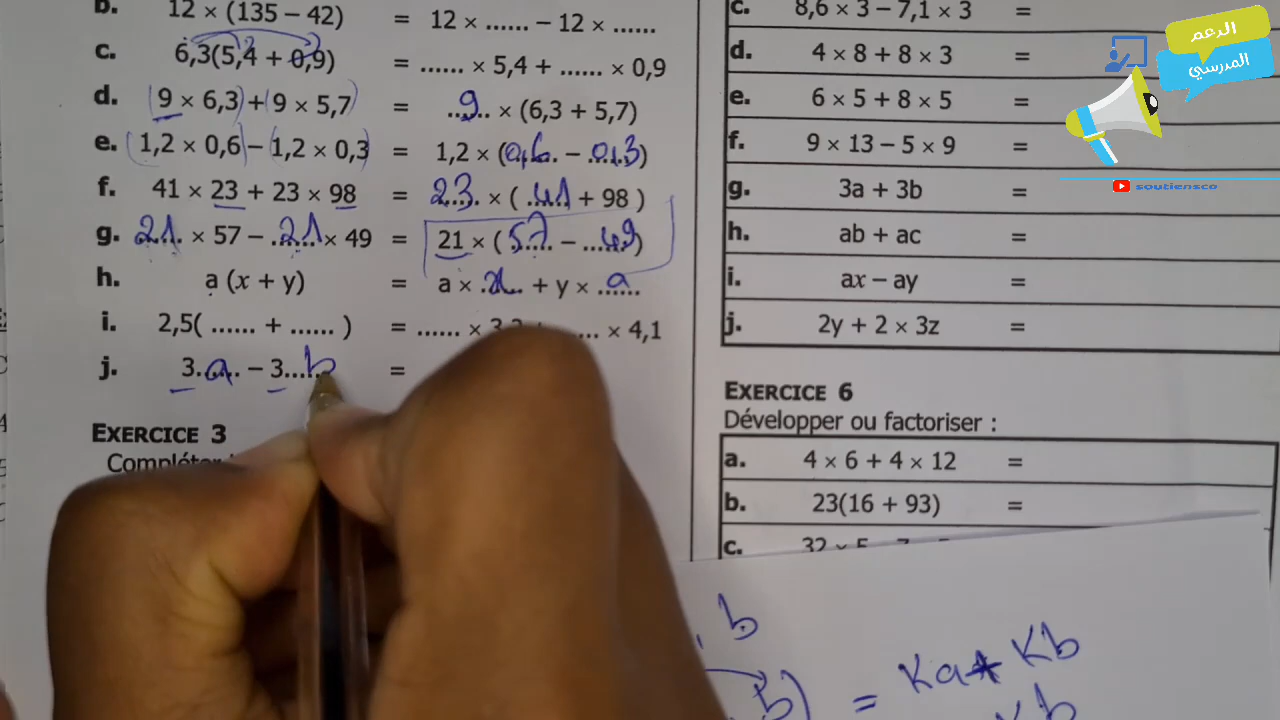 b. 12 × (135 – 42) = 12 × ...... – 12 × ......
c. 6,3(5,4 + 0,9) = ...... × 5,4 + ...... × 0,9
d. 9 × 6,3 + 9 × 5,7 = 9 × (6,3 + 5,7)
e. 1,2 × 0,6 – 1,2 × 0,3 = 1,2 × (0,6 – 0,3)
f. 41 × 23 + 23 × 98 = 23 × ( 41 + 98 )
g. 21 × 57 – 21 × 49 = 21 × ( 57 – 49)
h. a (x + y) = a × x + y × a
i. 2,5( ...... + ...... ) = ...... × 3,2 ... × 4,1
j. 3 a – 3 b =
EXERCICE 3
Compléter
c. 8,6 × 3 – 7,1 × 3 =
d. 4 × 8 + 8 × 3 =
e. 6 × 5 + 8 × 5 =
f. 9 × 13 – 5 × 9 =
g. 3a + 3b =
h. ab + ac =
i. ax – ay =
j. 2y + 2 × 3z =
EXERCICE 6
Développer ou factoriser :
a. 4 × 6 + 4 × 12 =
b. 23(16 + 93) =
c. 32 × 5
b
b) = Ka + Kb
Kb
الدعم
المدرسي
soutiensco